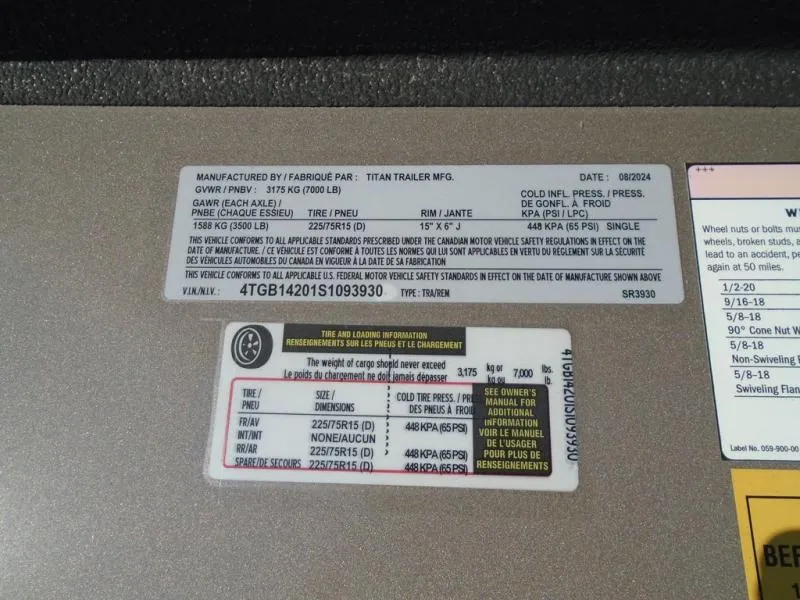 MANUFACTURED BY / FABRIQUÉ PAR : TITAN TRAILER MFG. DATE : 08/2024
GVWR / PNBV : 3175 KG (7000 LB)
GAWR (EACH AXLE) / COLD INFL. PRESS. / PRESS.
DE GONFL. À FROID
PNBE (CHAQUE ESSIEU) TIRE / PNEU RIM / JANTE KPA (PSI / LPC)
1588 KG (3500 LB) 225/75R15 (D) 15" X 6" J 448 KPA (65 PSI) SINGLE
THIS VEHICLE CONFORMS TO ALL APPLICABLE STANDARDS PRESCRIBED UNDER THE CANADIAN MOTOR VEHICLE SAFETY REGULATIONS IN EFFECT ON THE
DATE OF MANUFACTURE. / CE VÉHICULE EST CONFORME À TOUTES LES NORMES QUI LUI SONT APPLICABLES EN VERTU DU RÈGLEMENT SUR LA SÉCURITÉ
DES VÉHICULES AUTOMOBILES DU CANADA EN VIGUEUR À LA DATE DE SA FABRICATION
THIS VEHICLE CONFORMS TO ALL APPLICABLE U.S. FEDERAL MOTOR VEHICLE SAFETY STANDARDS IN EFFECT ON THE DATE OF MANUFACTURE SHOWN ABOVE
V.I.N./N.I.V. : 4TGB14201S1093930 TYPE : TRA/REM SR3930
TIRE AND LOADING INFORMATION
RENSEIGNEMENTS SUR LES PNEUS ET LE CHARGEMENT
The weight of cargo should never exceed
Le poids du chargement ne doit jamais dépasser 3,175 kg or kg ou 7,000 lbs. lb.
TIRE / PNEU SIZE / DIMENSIONS COLD TIRE PRESS. / PRE DES PNEUS À FROI
FR/AV 225/75R15 (D) 448 KPA (65 PSI)
INT/INT NONE/AUCUN
RR/AR 225/75R15 (D) 448 KPA (65 PSI)
SPARE/DE SECOURS 225/75R15 (D) 448 KPA (65 PSI)
SEE OWNER'S
MANUAL FOR
ADDITIONAL
INFORMATION
VOIR LE MANUEL
DE L'USAGER
POUR PLUS DE
RENSEIGNEMENTS
4TGB14201S1093930
+++
W
Wheel nuts or bolts mus
wheels, broken studs, a
lead to an accident, pe
again at 50 miles.
1/2-20
9/16-18
5/8-18
90° Cone Nut W
5/8-18
Non-Swiveling F
5/8-18
Swiveling Flan
Label No. 059-900-00
BEF
1